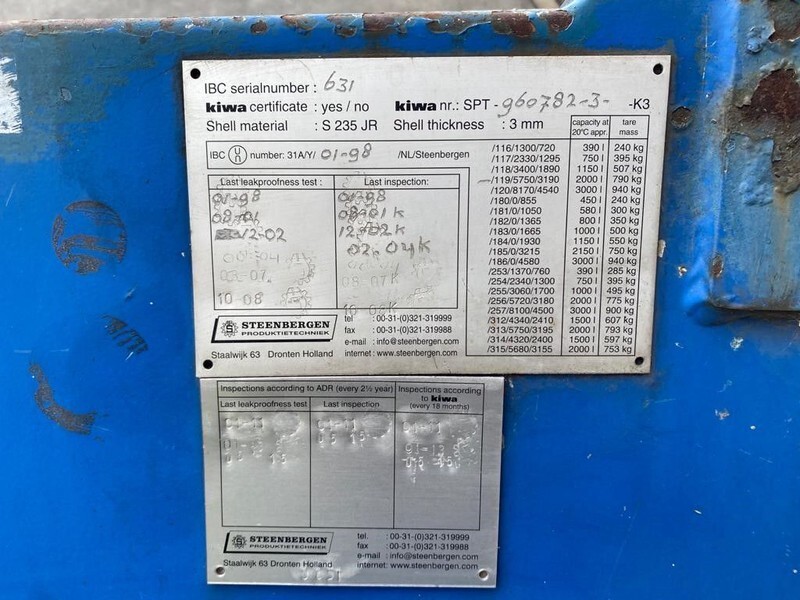 IBC serialnumber : 631
kiwa certificate : yes / no kiwa nr.: SPT - 960782-3- -K3
Shell material : S 235 JR Shell thickness : 3 mm
IBC UN number: 31A/Y/ 01-98 /NL/Steenbergen
capacity at 20°C appr. tare mass
/116/1300/720 390 l 240 kg
/117/2330/1295 750 l 395 kg
/118/3400/1890 1150 l 507 kg
/119/5750/3190 2000 l 790 kg
/120/8170/4540 3000 l 940 kg
/180/0/855 450 l 240 kg
/181/0/1050 580 l 300 kg
/182/0/1365 800 l 350 kg
/183/0/1665 1000 l 500 kg
/184/0/1930 1150 l 550 kg
/185/0/3215 2150 l 750 kg
/186/0/4580 3000 l 940 kg
/253/1370/760 390 l 285 kg
/254/2340/1300 750 l 395 kg
/255/3060/1700 1000 l 495 kg
/256/5720/3180 2000 l 775 kg
/257/8100/4500 3000 l 900 kg
/312/4340/2410 1500 l 607 kg
/313/5750/3195 2000 l 793 kg
/314/4320/2400 1500 l 597 kg
/315/5680/3155 2000 l 753 kg
Last leakproofness test : Last inspection:
01-98 01-98
08-01 K
12-02 12-02 K
02.04 K
08-07 K
10-08
STEENBERGEN
PRODUKTIETECHNIEK
Staalwijk 63 Dronten Holland
tel : 00-31-(0)321-319999
fax : 00-31-(0)321-319988
e-mail : info@steenbergen.com
internet : www.steenbergen.com
Inspections according to ADR (every 2½ year) Inspections according to kiwa (every 18 months)
Last leakproofness test Last inspection
STEENBERGEN
PRODUKTIETECHNIEK
Staalwijk 63 Dronten Holland
tel. : 00-31-(0)321-319999
fax : 00-31-(0)321-319988
e-mail : info@steenbergen.com
internet: www.steenbergen.com